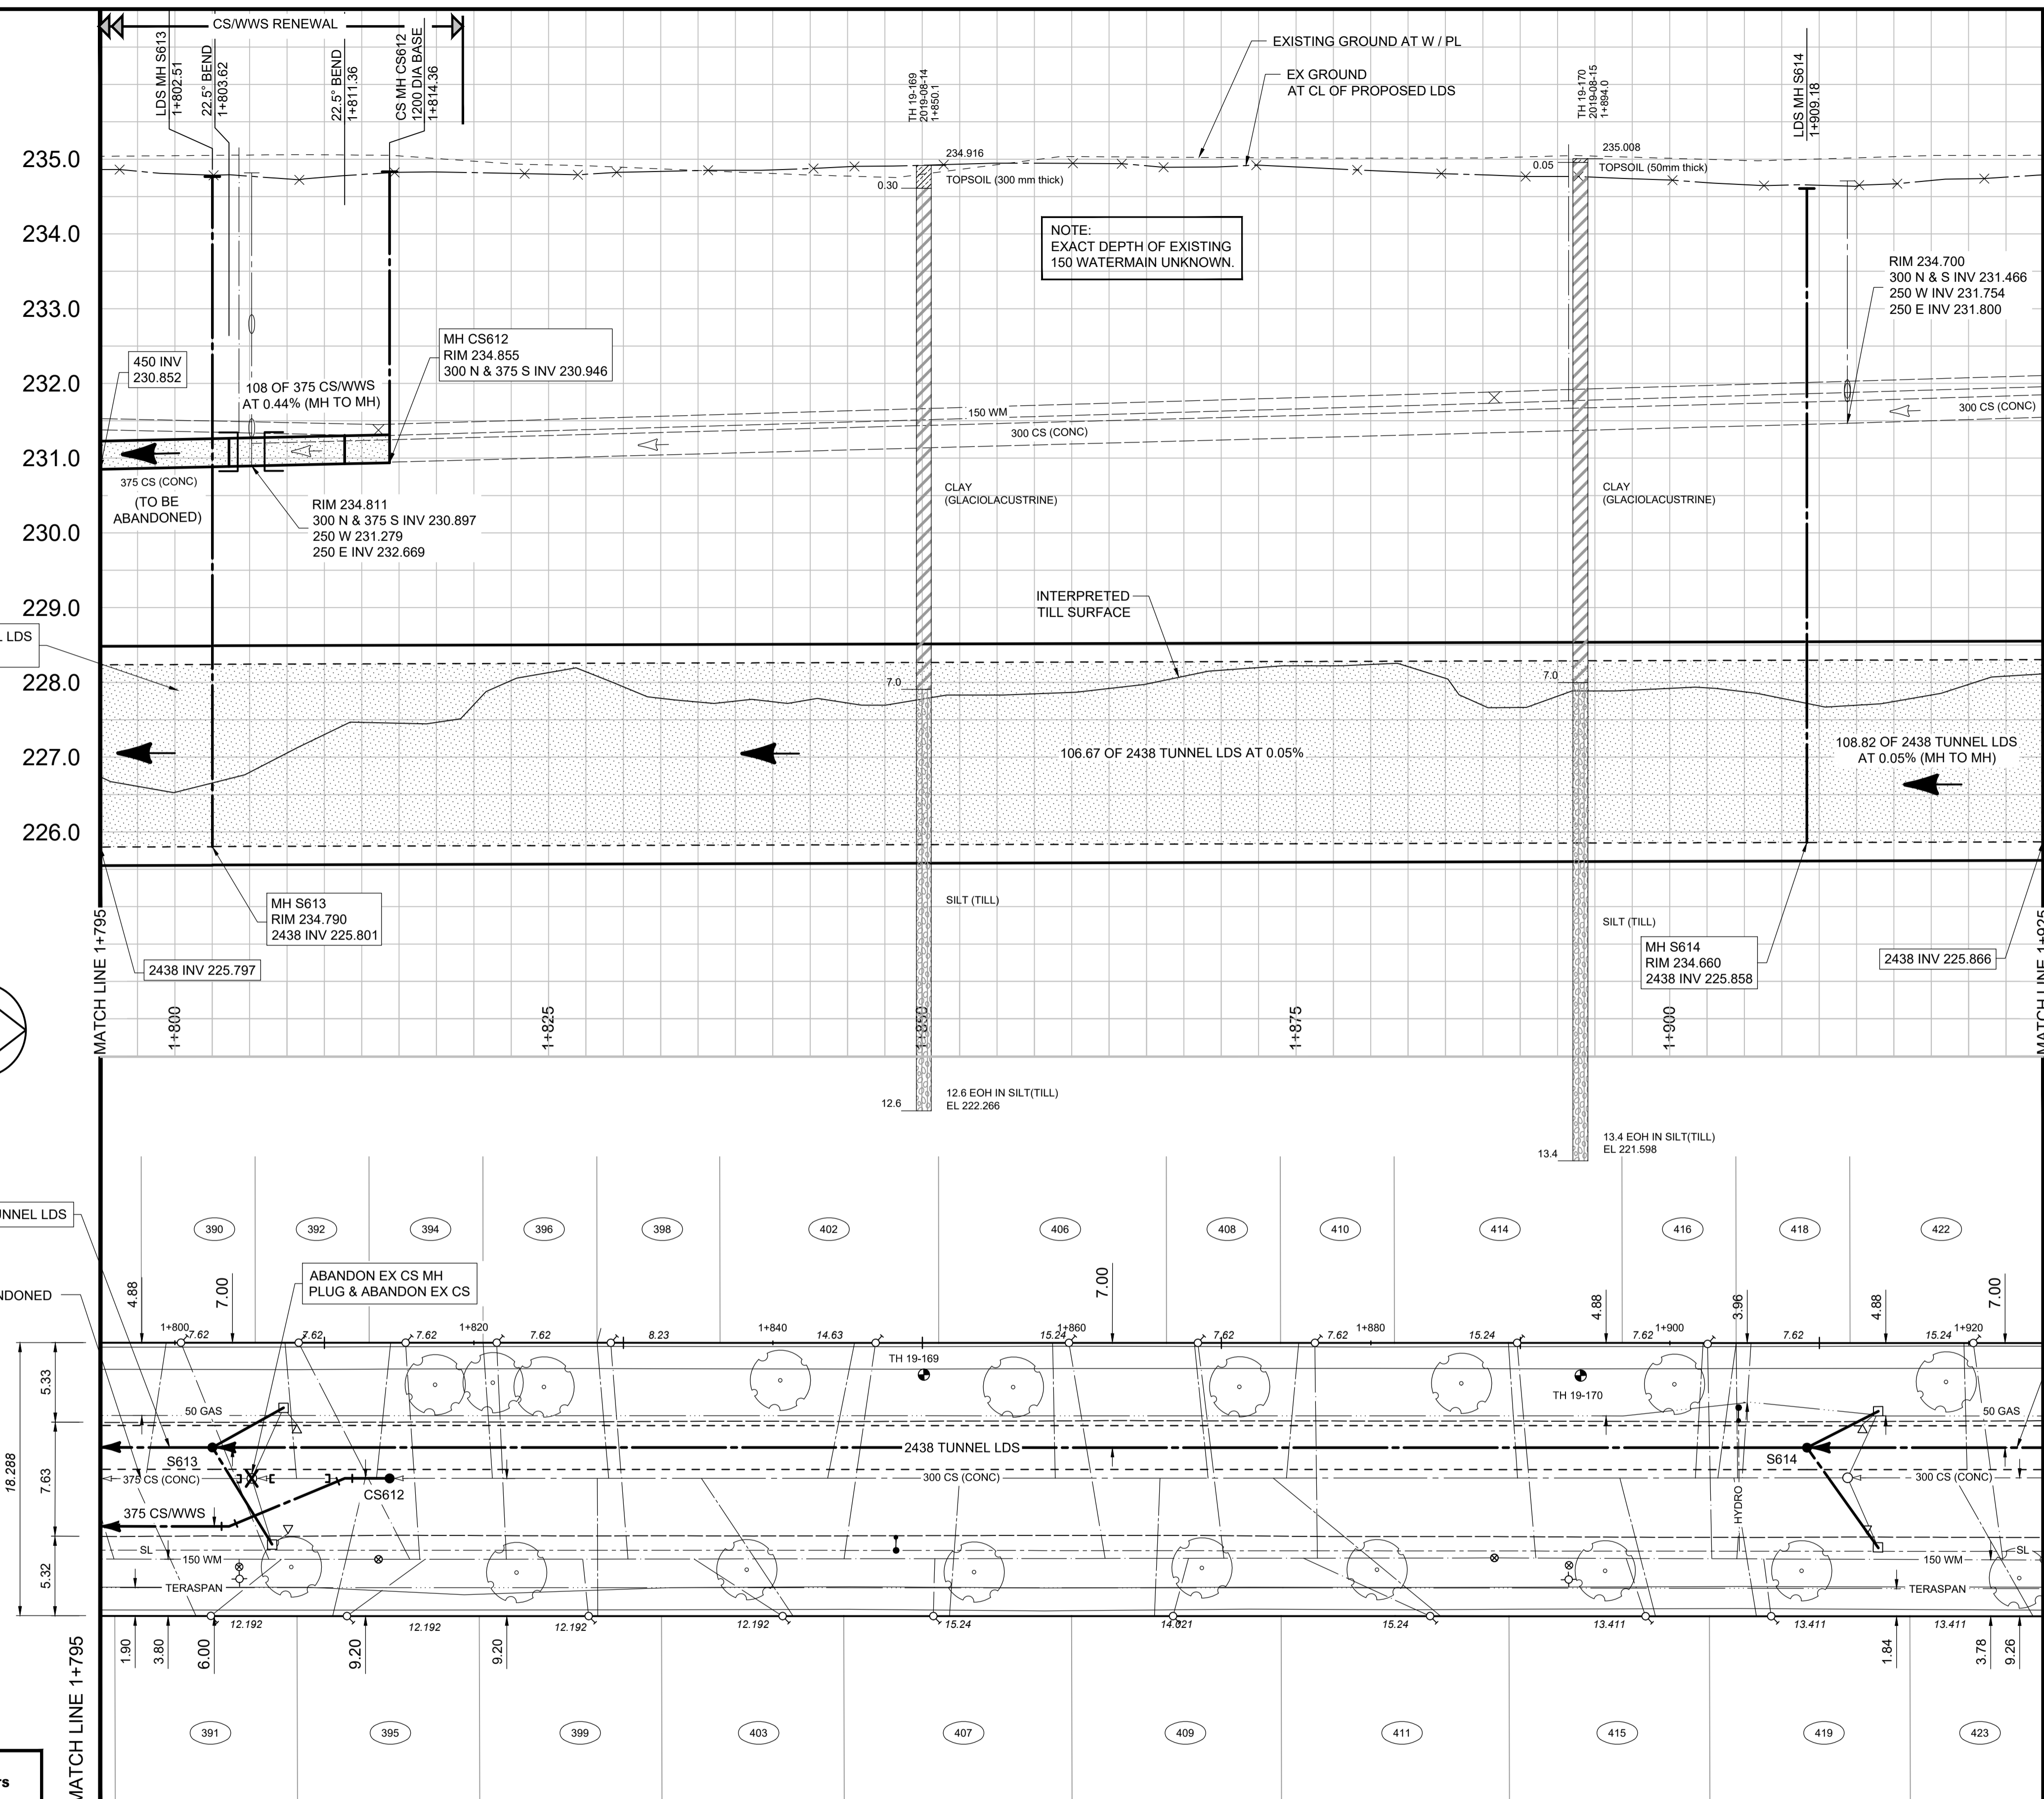 CS/WWS RENEWAL
LDS MH S613
1+802.51
22.5° BEND
1+803.62
22.5° BEND
1+811.36
CS MH CS612
1200 DIA BASE
1+814.36
EXISTING GROUND AT W / PL
EX GROUND
AT CL OF PROPOSED LDS
TH 19-169
2019-08-14
1+850.1
TH 19-170
2019-08-15
1+894.0
LDS MH S614
1+909.18
235.0
234.0
233.0
232.0
231.0
230.0
229.0
228.0
227.0
226.0
234.916
0.30
TOPSOIL (300 mm thick)
235.008
0.05
TOPSOIL (50mm thick)
NOTE:
EXACT DEPTH OF EXISTING
150 WATERMAIN UNKNOWN.
RIM 234.700
300 N & S INV 231.466
250 W INV 231.754
250 E INV 231.800
MH CS612
RIM 234.855
300 N & 375 S INV 230.946
450 INV
230.852
108 OF 375 CS/WWS
AT 0.44% (MH TO MH)
150 WM
300 CS (CONC)
300 CS (CONC)
375 CS (CONC)
(TO BE
ABANDONED)
RIM 234.811
300 N & 375 S INV 230.897
250 W 231.279
250 E INV 232.669
CLAY
(GLACIOLACUSTRINE)
CLAY
(GLACIOLACUSTRINE)
INTERPRETED
TILL SURFACE
LDS
7.0
7.0
106.67 OF 2438 TUNNEL LDS AT 0.05%
108.82 OF 2438 TUNNEL LDS
AT 0.05% (MH TO MH)
MH S613
RIM 234.790
2438 INV 225.801
2438 INV 225.797
SILT (TILL)
SILT (TILL)
MH S614
RIM 234.660
2438 INV 225.858
2438 INV 225.866
MATCH LINE 1+795
MATCH LINE 1+925
1+800
1+825
1+850
1+875
1+900
12.6
12.6 EOH IN SILT(TILL)
EL 222.266
13.4
13.4 EOH IN SILT(TILL)
EL 221.598
UNNEL LDS
NDONED
390
392
394
396
398
402
406
408
410
414
416
418
422
ABANDON EX CS MH
PLUG & ABANDON EX CS
4.88
7.00
7.00
4.88
3.96
4.88
7.00
1+800
7.62
7.62
7.62
1+820
7.62
8.23
1+840
14.63
15.24
1+860
7.62
7.62
1+880
15.24
7.62
1+900
7.62
15.24
1+920
18.288
5.33
7.63
5.32
TH 19-169
TH 19-170
50 GAS
50 GAS
S613
2438 TUNNEL LDS
S614
375 CS (CONC)
300 CS (CONC)
300 CS (CONC)
CS612
375 CS/WWS
HYDRO
SL
SL
150 WM
150 WM
TERASPAN
TERASPAN
12.192
12.192
12.192
12.192
15.24
14.021
15.24
13.411
13.411
13.411
1.90
3.80
6.00
9.20
9.20
1.84
3.78
9.26
MATCH LINE 1+795
391
395
399
403
407
409
411
415
419
423
rs